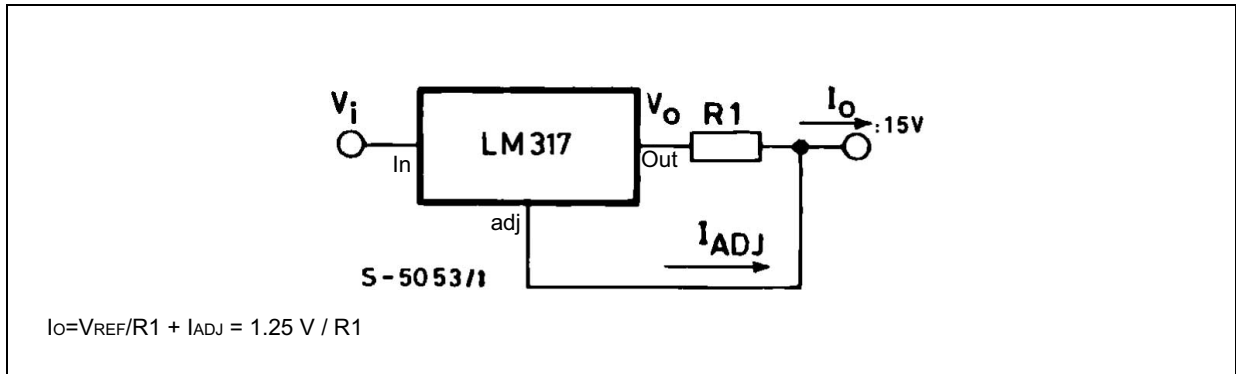 Vi
LM317
In
adj
Vo
Out
R1
Io
:15V
IADJ
S-5053/1
IO=VREF/R1 + IADJ = 1.25 V / R1